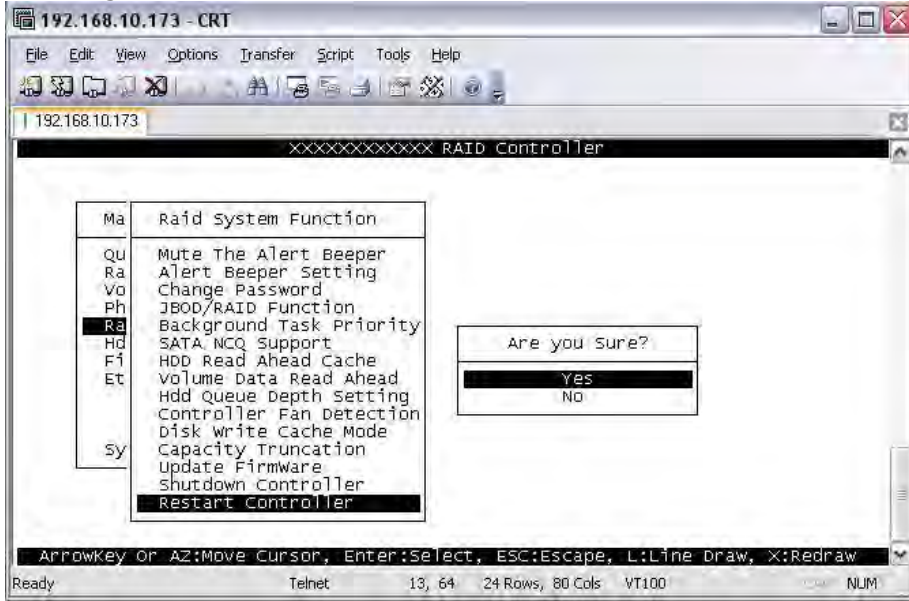 192.168.10.173 - CRT
File Edit View Options Transfer Script Tools Help
192.168.10.173
XXXXXXXXXXXX RAID Controller
Ma
Qu
Ra
Vo
Ph
Ra
Hd
Fi
Et
Sy
Raid System Function
Mute The Alert Beeper
Alert Beeper Setting
Change Password
JBOD/RAID Function
Background Task Priority
SATA NCQ Support
HDD Read Ahead Cache
Volume Data Read Ahead
Hdd Queue Depth Setting
Controller Fan Detection
Disk Write Cache Mode
Capacity Truncation
Update FirmWare
Shutdown Controller
Restart Controller
Are you Sure?
Yes
No
ArrowKey Or AZ:Move Cursor, Enter:Select, ESC:Escape, L:Line Draw, X:Redraw
Ready Telnet 13, 64 24 Rows, 80 Cols VT100 NUM